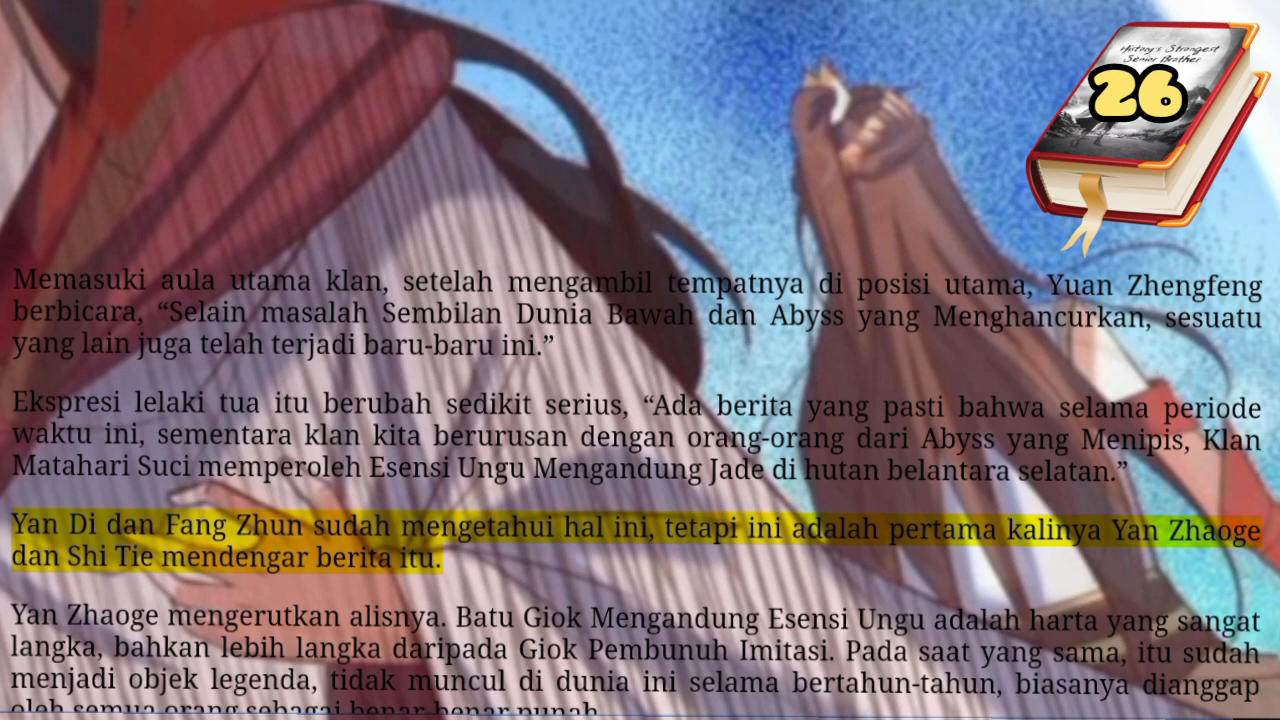 History's Strongest
Senior Brother
26
Memasuki aula utama klan, setelah mengambil tempatnya di posisi utama, Yuan Zhengfeng
berbicara, “Selain masalah Sembilan Dunia Bawah dan Abyss yang Menghancurkan, sesuatu
yang lain juga telah terjadi baru-baru ini.”
Ekspresi lelaki tua itu berubah sedikit serius, “Ada berita yang pasti bahwa selama periode
waktu ini, sementara klan kita berurusan dengan orang-orang dari Abyss yang Menipis, Klan
Matahari Suci memperoleh Esensi Ungu Mengandung Jade di hutan belantara selatan.”
Yan Di dan Fang Zhun sudah mengetahui hal ini, tetapi ini adalah pertama kalinya Yan Zhaoge
dan Shi Tie mendengar berita itu.
Yan Zhaoge mengerutkan alisnya. Batu Giok Mengandung Esensi Ungu adalah harta yang sangat
langka, bahkan lebih langka daripada Giok Pembunuh Imitasi. Pada saat yang sama, itu sudah
menjadi objek legenda, tidak muncul di dunia ini selama bertahun-tahun, biasanya dianggap
oleh semua orang sebagai benar-benar punah.